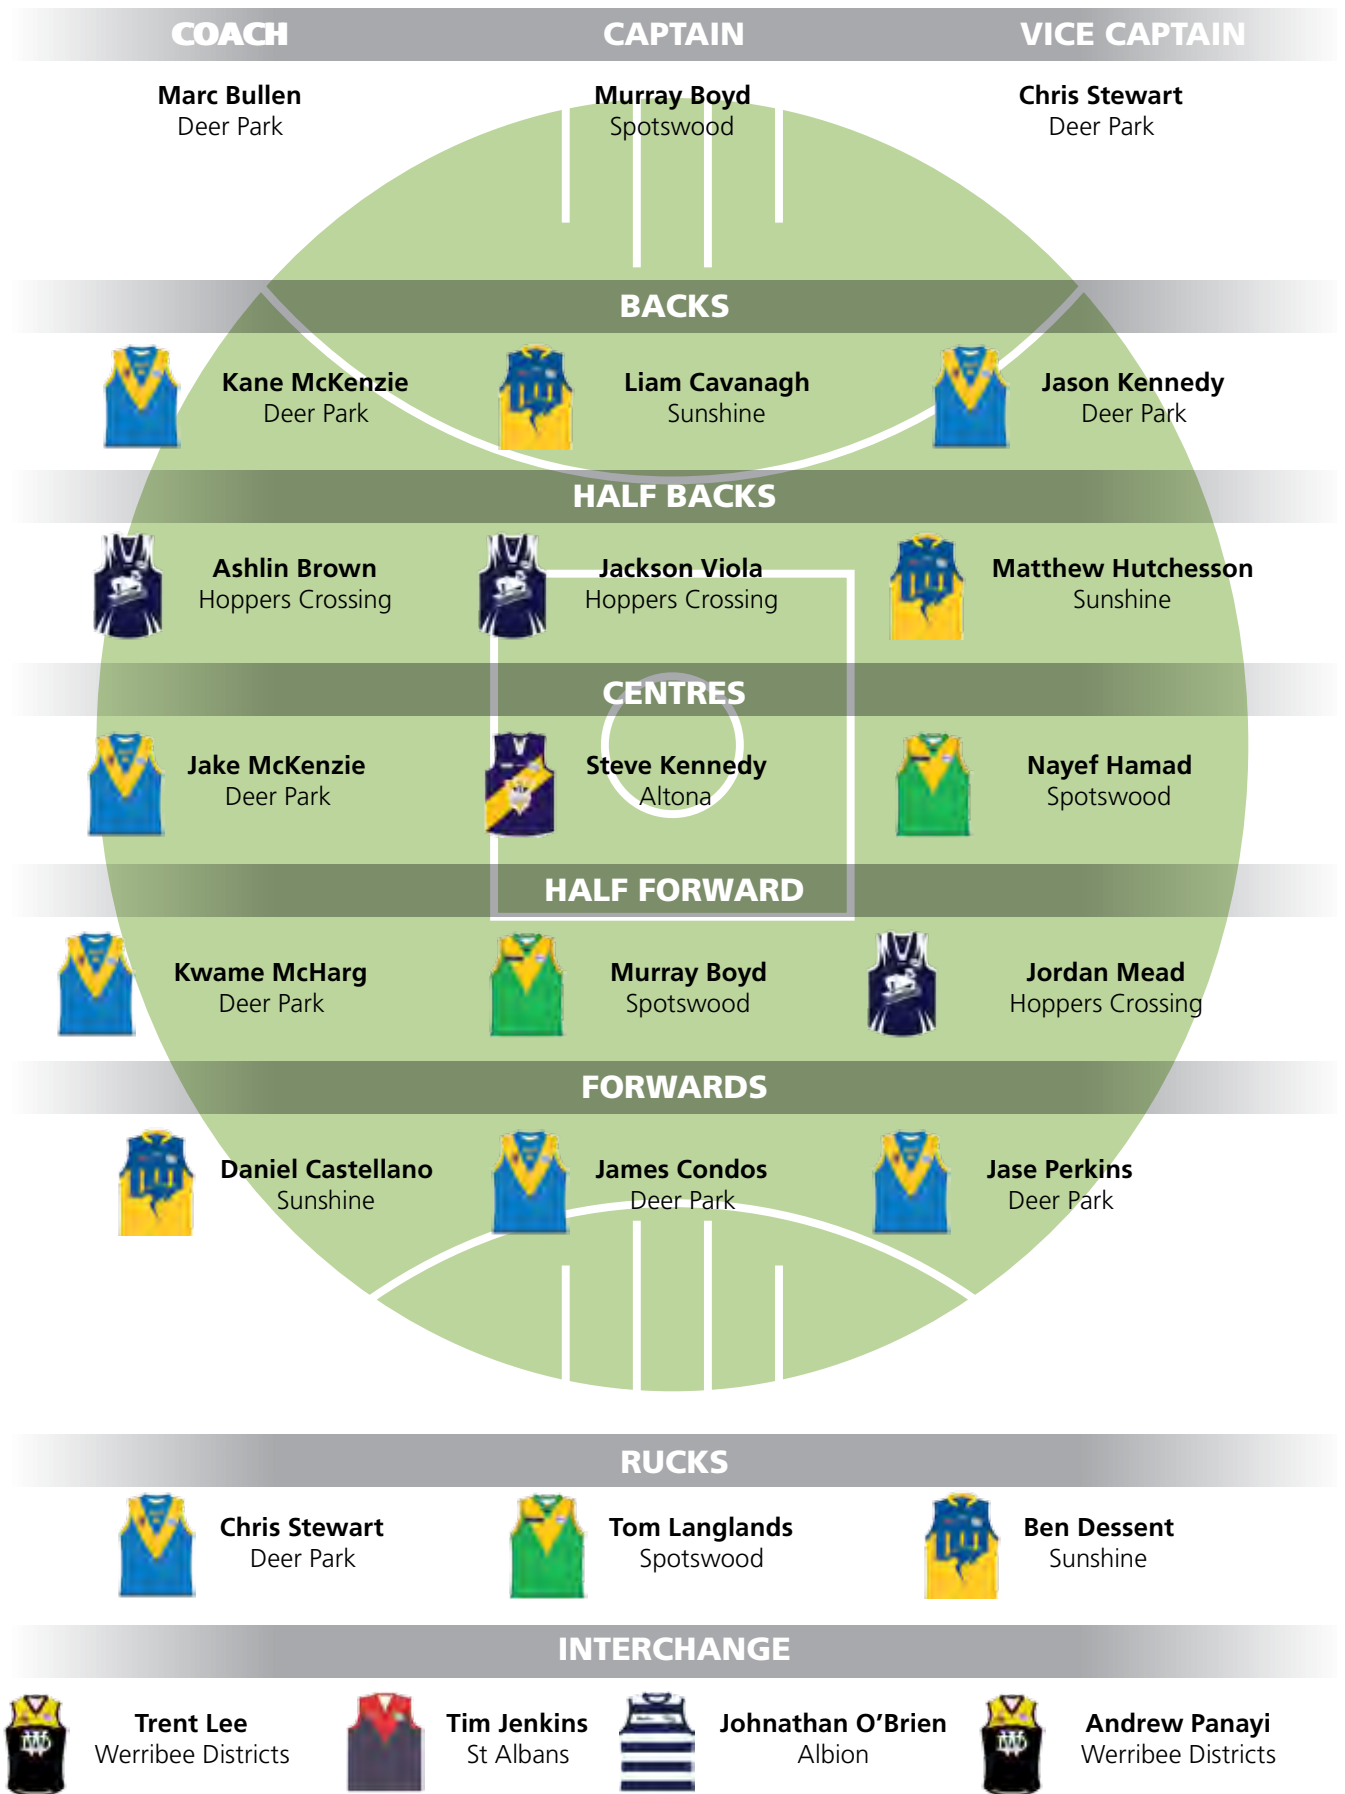 COACH CAPTAIN VICE CAPTAIN
Marc Bullen Murray Boyd Chris Stewart
Deer Park Spotswood Deer Park
BACKS
Kane McKenzie Liam Cavanagh Jason Kennedy
Deer Park Sunshine Deer Park
HALF BACKS
Ashlin Brown Jackson Viola Matthew Hutchesson
Hoppers Crossing Hoppers Crossing Sunshine
CENTRES
Jake McKenzie Steve Kennedy Nayef Hamad
Deer Park Altona Spotswood
HALF FORWARD
Kwame McHarg Murray Boyd Jordan Mead
Deer Park Spotswood Hoppers Crossing
FORWARDS
Daniel Castellano James Condos Jase Perkins
Sunshine Deer Park Deer Park
RUCKS
Chris Stewart Tom Langlands Ben Dessent
Deer Park Spotswood Sunshine
INTERCHANGE
Trent Lee Tim Jenkins Johnathan O'Brien Andrew Panayi
Werribee Districts St Albans Albion Werribee Districts